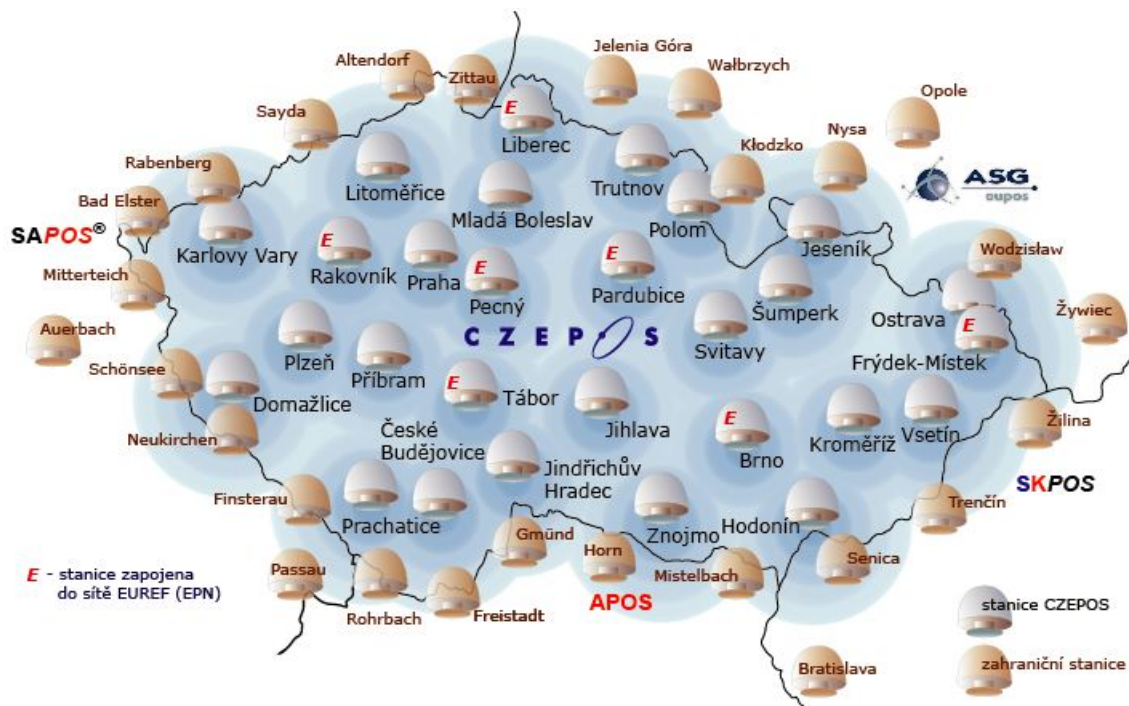 Jelenia Góra
Altendorf
Zittau
Wałbrzych
Opole
Sayda
E
Liberec
Kłodzko
Nysa
Rabenberg
Litoměřice
Trutnov
ASG
eupos
Bad Elster
Mladá Boleslav
Polom
SAPOS®
Karlovy Vary
E
Rakovník
Praha
E
Pecný
E
Pardubice
Jeseník
Wodzisław
Mitterteich
Šumperk
Ostrava
E
Żywiec
Auerbach
CZEPOS
Svitavy
Frýdek-Místek
Schönsee
Plzeň
Příbram
Domažlice
E
Tábor
Jihlava
E
Brno
Kroměříž
Vsetín
Žilina
Neukirchen
České
Budějovice
Jindřichův
Hradec
SKPOS
Finsterau
Prachatice
Znojmo
Hodonín
Trenčín
Gmünd
Horn
Mistelbach
Senica
E - stanice zapojena
do sítě EUREF (EPN)
Passau
Rohrbach
Freistadt
APOS
stanice CZEPOS
Bratislava
zahraniční stanice